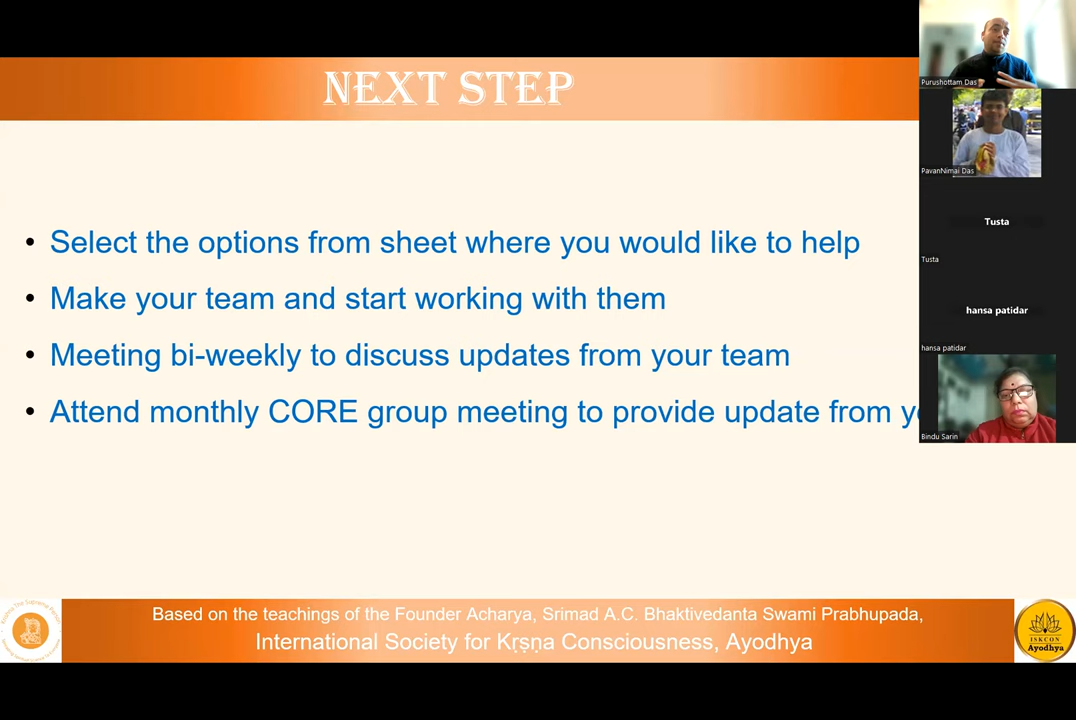 NEXT STEP
• Select the options from sheet where you would like to help
• Make your team and start working with them
• Meeting bi-weekly to discuss updates from your team
• Attend monthly CORE group meeting to provide update from
Based on the teachings of the Founder Acharya, Srimad A.C. Bhaktivedanta Swami Prabhupada,
International Society for Kṛṣṇa Consciousness, Ayodhya
ISKCON
Ayodhya
Purushottam Das
PavanNimai Das
Tusta
Tusta
hansa patidar
hansa patidar
Bindu Sarin